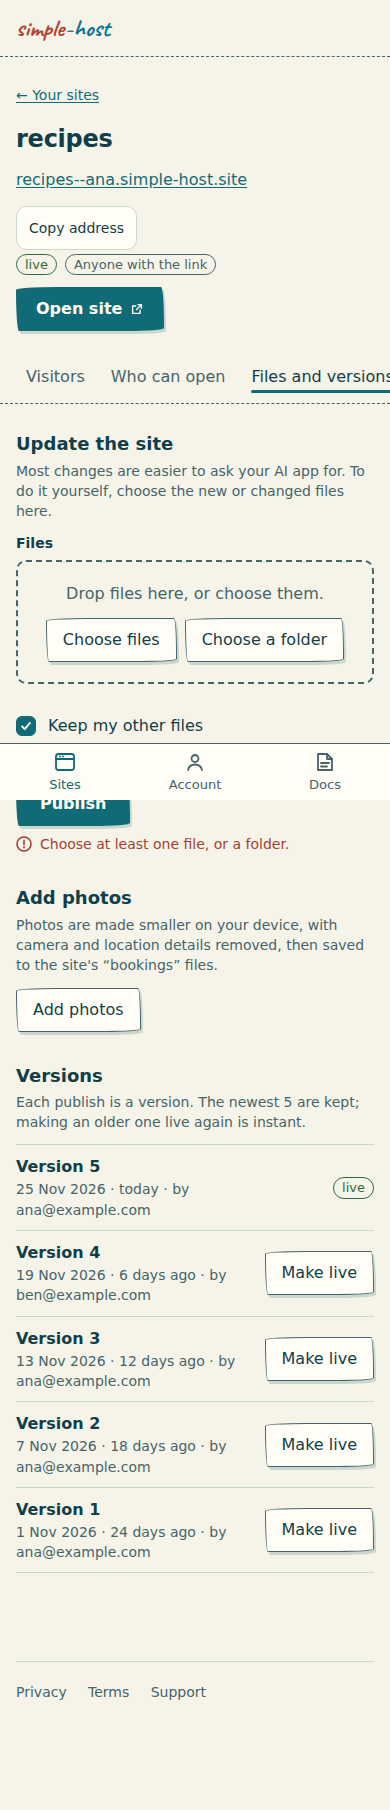 simple-host
← Your sites
recipes
recipes--ana.simple-host.site
Copy address
live Anyone with the link
Open site
Visitors Who can open Files and versions
Update the site
Most changes are easier to ask your AI app for. To
do it yourself, choose the new or changed files
here.
Files
Drop files here, or choose them.
Choose files Choose a folder
Keep my other files
Sites Account Docs
Publish
Choose at least one file, or a folder.
Add photos
Photos are made smaller on your device, with
camera and location details removed, then saved
to the site's “bookings” files.
Add photos
Versions
Each publish is a version. The newest 5 are kept;
making an older one live again is instant.
Version 5
25 Nov 2026 · today · by
ana@example.com
live
Version 4
19 Nov 2026 · 6 days ago · by
ben@example.com
Make live
Version 3
13 Nov 2026 · 12 days ago · by
ana@example.com
Make live
Version 2
7 Nov 2026 · 18 days ago · by
ana@example.com
Make live
Version 1
1 Nov 2026 · 24 days ago · by
ana@example.com
Make live
Privacy Terms Support